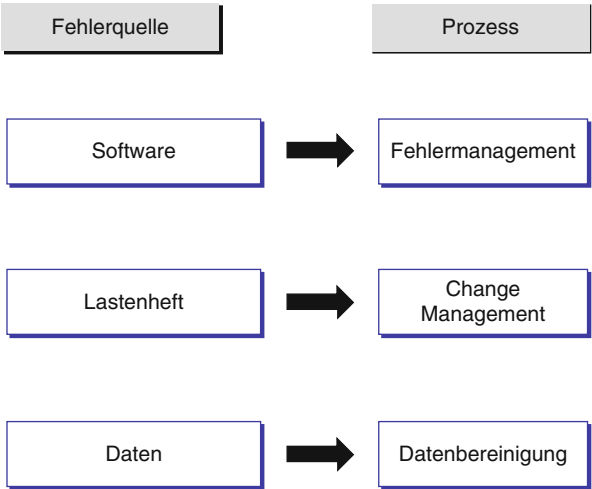 Fehlerquelle
Prozess
Software
Fehlermanagement
Lastenheft
Change
Management
Daten
Datenbereinigung